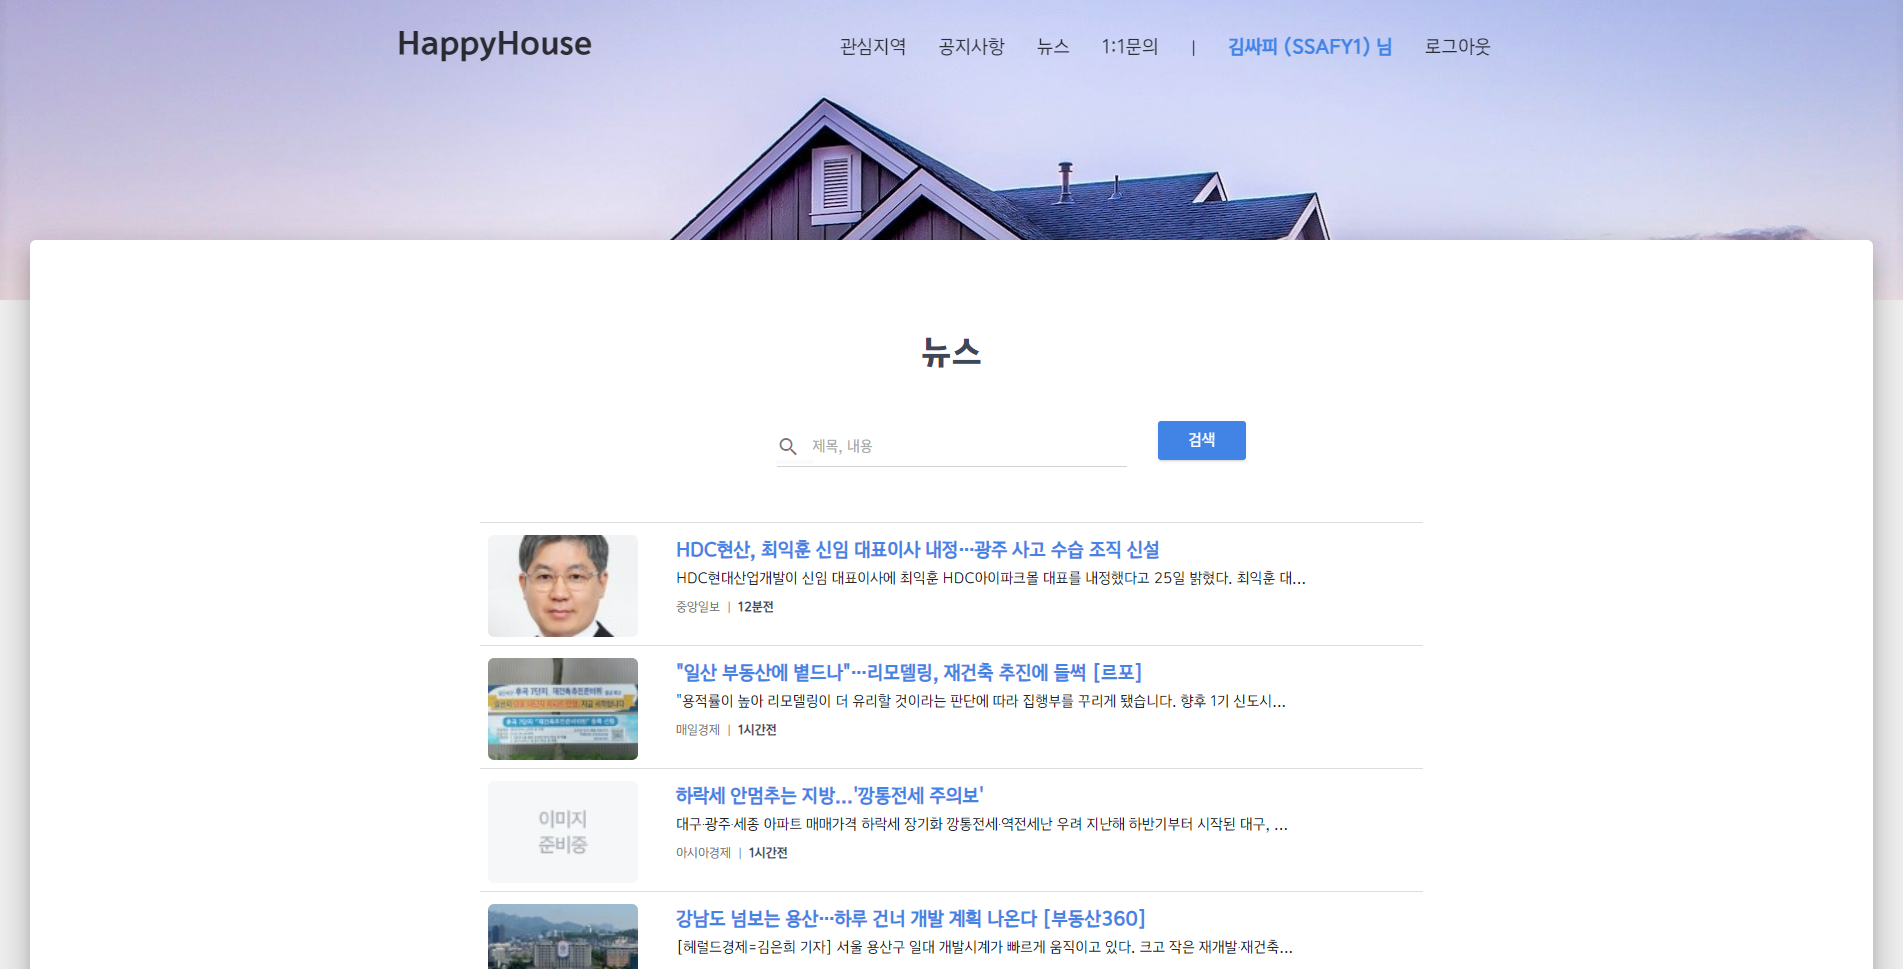 HappyHouse
관심지역 공지사항 뉴스 1:1문의 | 김싸피 (SSAFY1) 님 로그아웃
뉴스
제목, 내용
검색
HDC현산, 최익훈 신임 대표이사 내정…광주 사고 수습 조직 신설
HDC현대산업개발이 신임 대표이사에 최익훈 HDC아이파크몰 대표를 내정했다고 25일 밝혔다. 최익훈 대...
중앙일보 | 12분전
"일산 부동산에 볕드나"…리모델링, 재건축 추진에 들썩 [르포]
"용적률이 높아 리모델링이 더 유리할 것이라는 판단에 따라 집행부를 꾸리게 됐습니다. 향후 1기 신도시...
매일경제 | 1시간전
이미지
준비중
하락세 안멈추는 지방...'깡통전세 주의보'
대구·광주·세종 아파트 매매가격 하락세 장기화 깡통전세·역전세난 우려 지난해 하반기부터 시작된 대구, ...
아시아경제 | 1시간전
강남도 넘보는 용산…하루 건너 개발 계획 나온다 [부동산360]
[헤럴드경제=김은희 기자] 서울 용산구 일대 개발시계가 빠르게 움직이고 있다. 크고 작은 재개발·재건축...